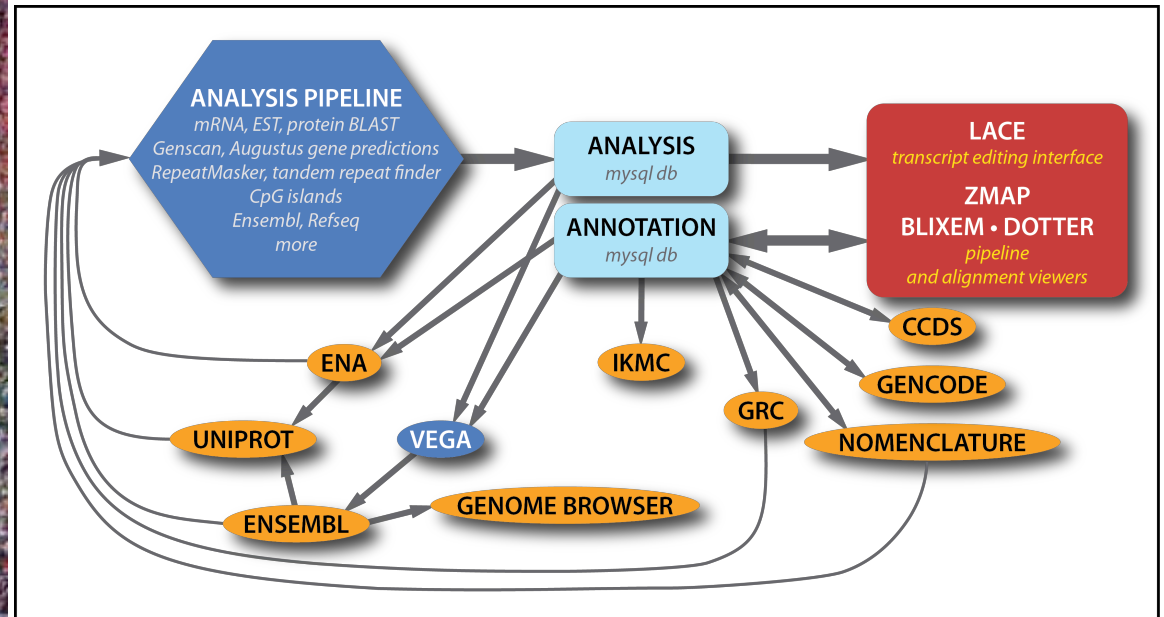 ANALYSIS PIPELINE
mRNA, EST, protein BLAST
Genscan, Augustus gene predictions
RepeatMasker, tandem repeat finder
CpG islands
Ensembl, Refseq
more
ANALYSIS
mysql db
ANNOTATION
mysql db
LACE
transcript editing interface
ZMAP
BLIXEM • DOTTER
pipeline
and alignment viewers
CCDS
ENA
IKMC
GENCODE
GRC
UNIPROT
VEGA
NOMENCLATURE
GENOME BROWSER
ENSEMBL